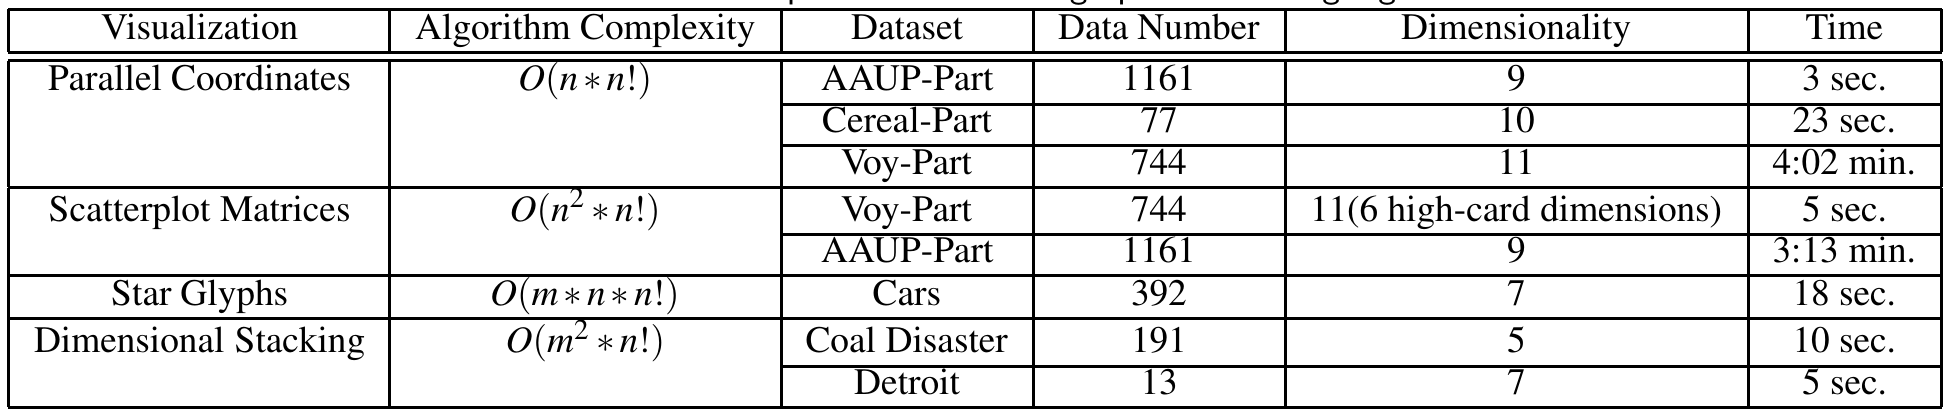 Visualization Algorithm Complexity Dataset Data Number Dimensionality Time
Parallel Coordinates O(n∗n!) AAUP-Part 1161 9 3 sec.
Cereal-Part 77 10 23 sec.
Voy-Part 744 11 4:02 min.
Scatterplot Matrices O(n²∗n!) Voy-Part 744 11(6 high-card dimensions) 5 sec.
AAUP-Part 1161 9 3:13 min.
Star Glyphs O(m∗n∗n!) Cars 392 7 18 sec.
Dimensional Stacking O(m²∗n!) Coal Disaster 191 5 10 sec.
Detroit 13 7 5 sec.